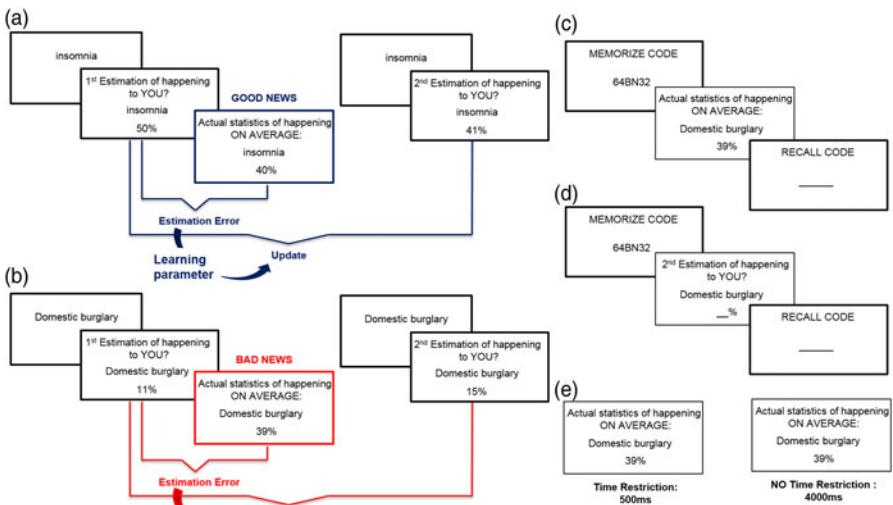 (a)
insomnia
1st Estimation of happening
to YOU?
insomnia
50%
GOOD NEWS
Actual statistics of happening
ON AVERAGE:
insomnia
40%
insomnia
2nd Estimation of happening
to YOU?
insomnia
41%
Estimation Error
Update
Learning
parameter
(b)
Domestic burglary
1st Estimation of happening
to YOU?
Domestic burglary
11%
BAD NEWS
Actual statistics of happening
ON AVERAGE:
Domestic burglary
39%
Domestic burglary
2nd Estimation of happening
to YOU?
Domestic burglary
15%
Estimation Error
(c)
MEMORIZE CODE
64BN32
Actual statistics of happening
ON AVERAGE:
Domestic burglary
39%
RECALL CODE
_____
(d)
MEMORIZE CODE
64BN32
2nd Estimation of happening
to YOU?
Domestic burglary
__%
RECALL CODE
_____
(e)
Actual statistics of happening
ON AVERAGE:
Domestic burglary
39%
Time Restriction:
500ms
Actual statistics of happening
ON AVERAGE:
Domestic burglary
39%
NO Time Restriction :
4000ms